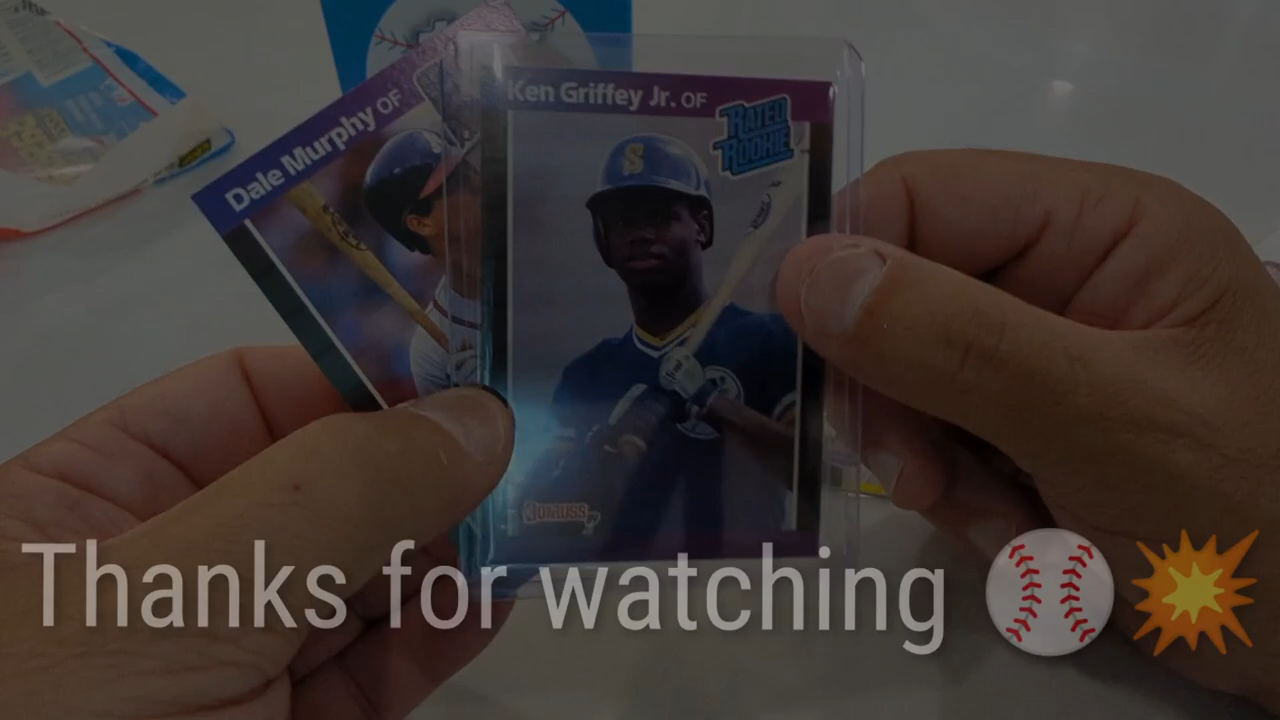 Dale Murphy OF
Ken Griffey Jr. OF
RATED
ROOKIE
S
DONRUSS
Thanks for watching